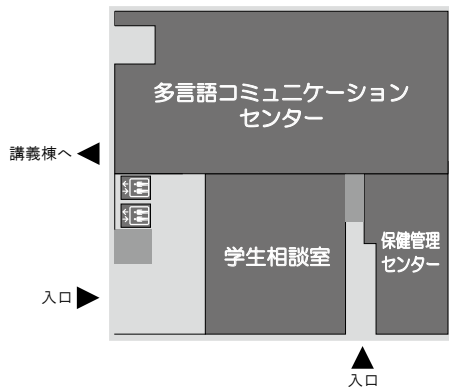 多言語コミュニケーション
センター
講義棟へ
学生相談室
保健管理
センター
入口
入口